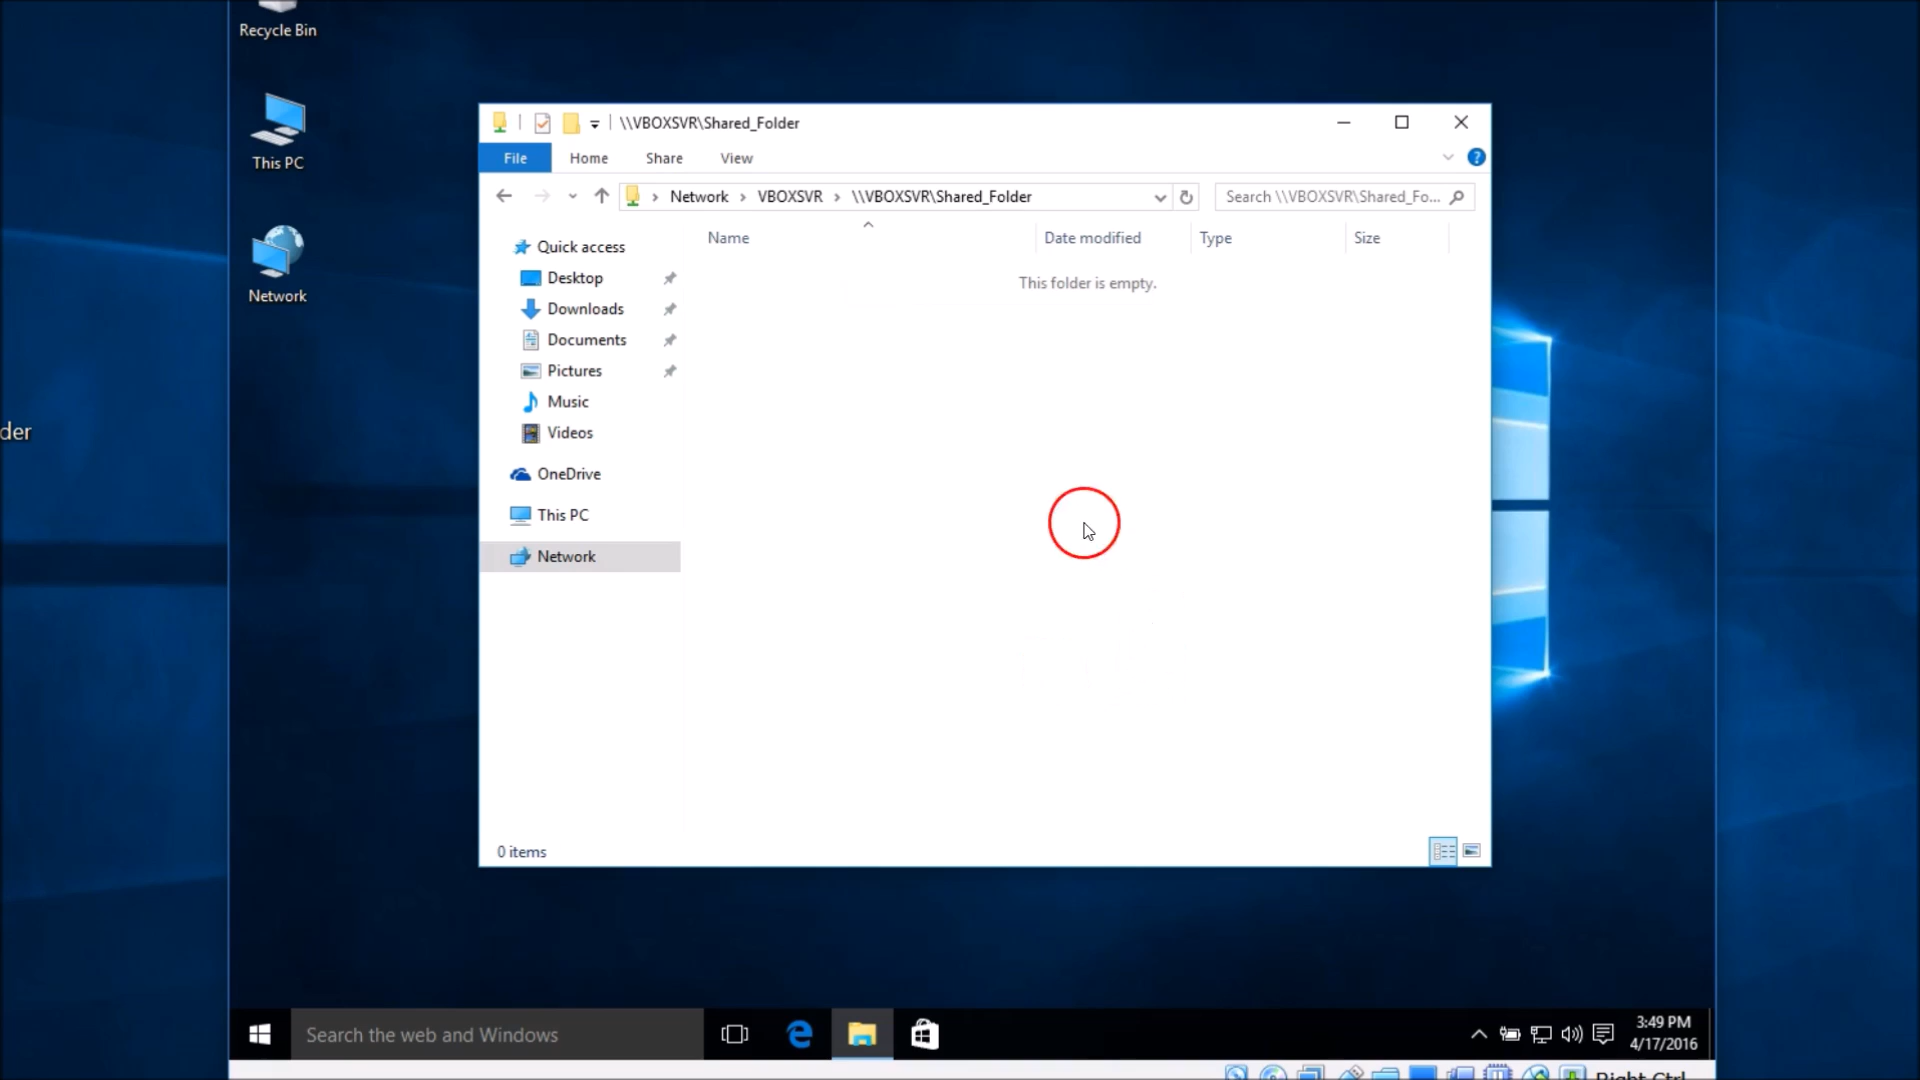 Recycle Bin
This PC
Network
der
\\VBOXSVR\Shared_Folder
File Home Share View
Network VBOXSVR \\VBOXSVR\Shared_Folder
Search \\VBOXSVR\Shared_Fo...
Name Date modified Type Size
This folder is empty.
Quick access
Desktop
Downloads
Documents
Pictures
Music
Videos
OneDrive
This PC
Network
0 items
Search the web and Windows
3:49 PM
4/17/2016
Right Ctrl